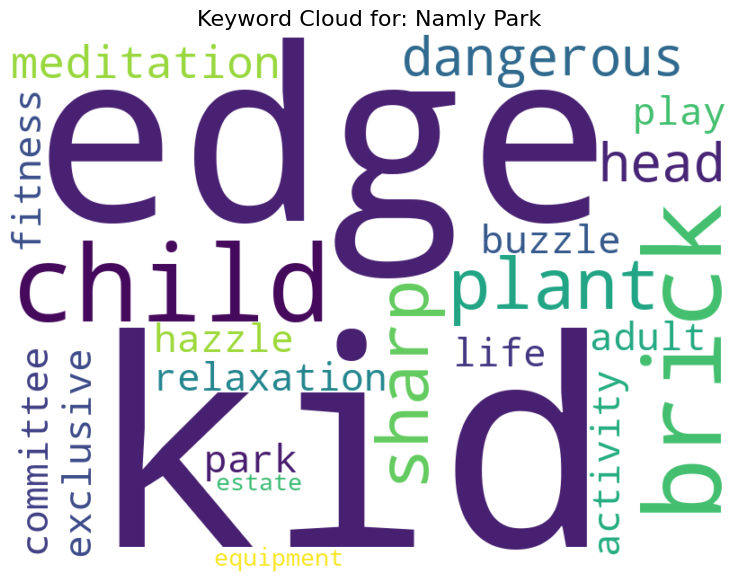 Keyword Cloud for: Namly Park
meditation
dangerous
edge
fitness
play
head
child
buzzle
plant
brick
sharp
hazzle
life
adult
relaxation
committee
exclusive
kid
activity
park
estate
equipment